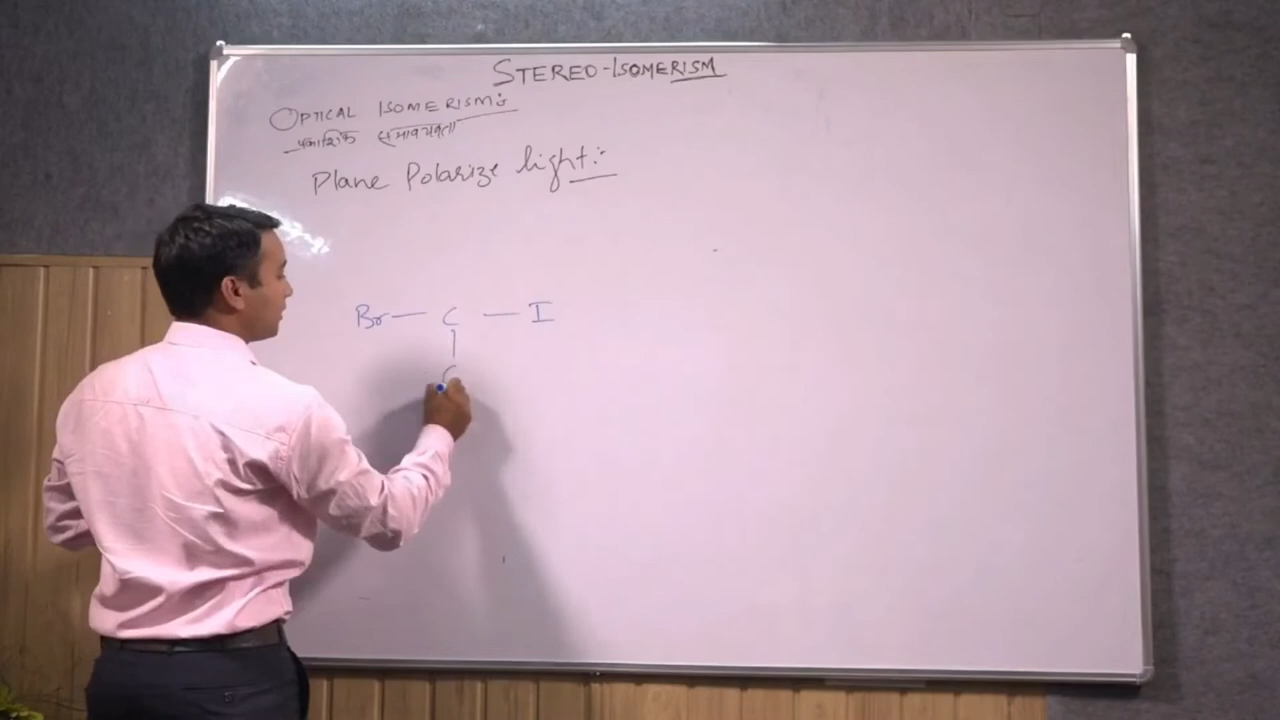 STEREO-ISOMERISM
OPTICAL ISOMERISM:
प्रकाशिक समावयवता
Plane Polarize light:-
Br — C — I
C